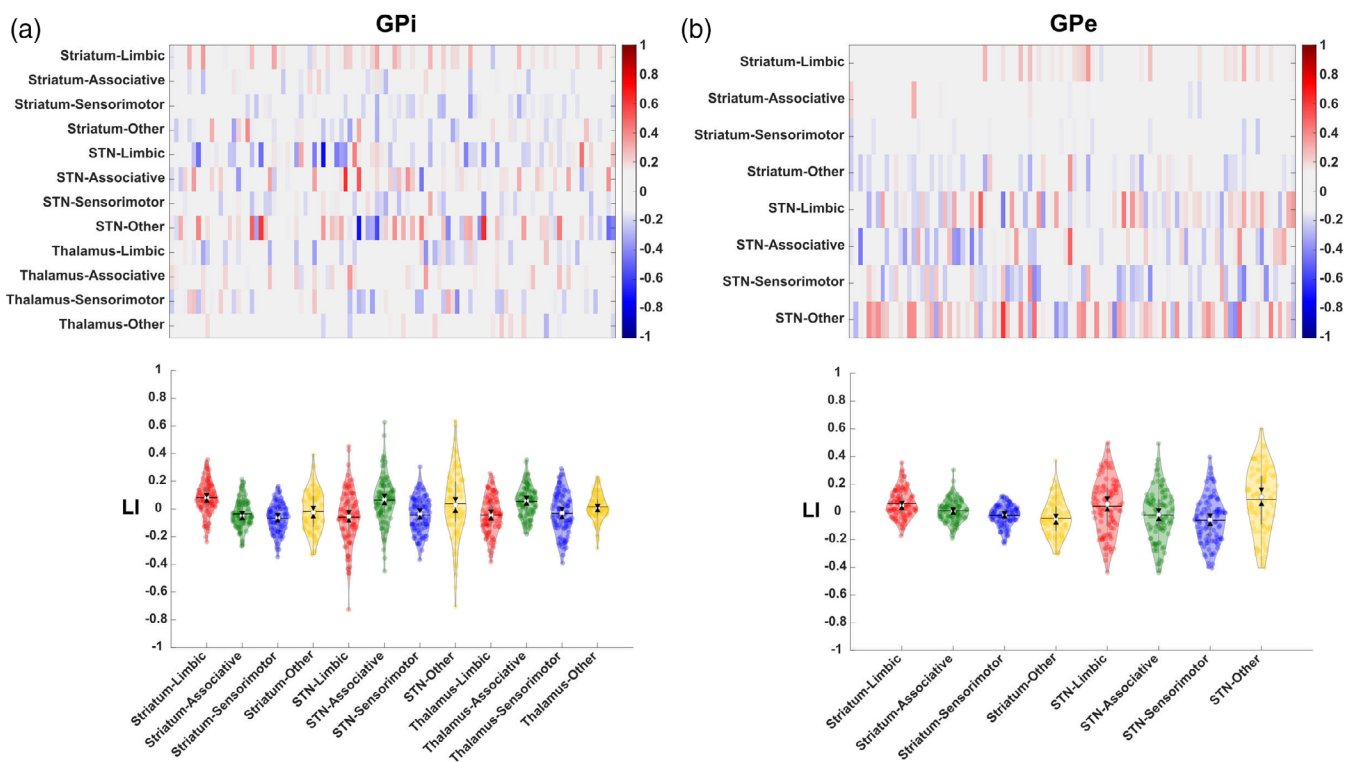 (a)
GPi
Striatum-Limbic
Striatum-Associative
Striatum-Sensorimotor
Striatum-Other
STN-Limbic
STN-Associative
STN-Sensorimotor
STN-Other
Thalamus-Limbic
Thalamus-Associative
Thalamus-Sensorimotor
Thalamus-Other
1
0.8
0.6
0.4
0.2
0
-0.2
-0.4
-0.6
-0.8
-1
(b)
GPe
Striatum-Limbic
Striatum-Associative
Striatum-Sensorimotor
Striatum-Other
STN-Limbic
STN-Associative
STN-Sensorimotor
STN-Other
1
0.8
0.6
0.4
0.2
0
-0.2
-0.4
-0.6
-0.8
-1
LI
1
0.8
0.6
0.4
0.2
0
-0.2
-0.4
-0.6
-0.8
-1
Striatum-Limbic
Striatum-Associative
Striatum-Sensorimotor
Striatum-Other
STN-Limbic
STN-Associative
STN-Sensorimotor
STN-Other
Thalamus-Limbic
Thalamus-Associative
Thalamus-Sensorimotor
Thalamus-Other
LI
1
0.8
0.6
0.4
0.2
0
-0.2
-0.4
-0.6
-0.8
-1
Striatum-Limbic
Striatum-Associative
Striatum-Sensorimotor
Striatum-Other
STN-Limbic
STN-Associative
STN-Sensorimotor
STN-Other